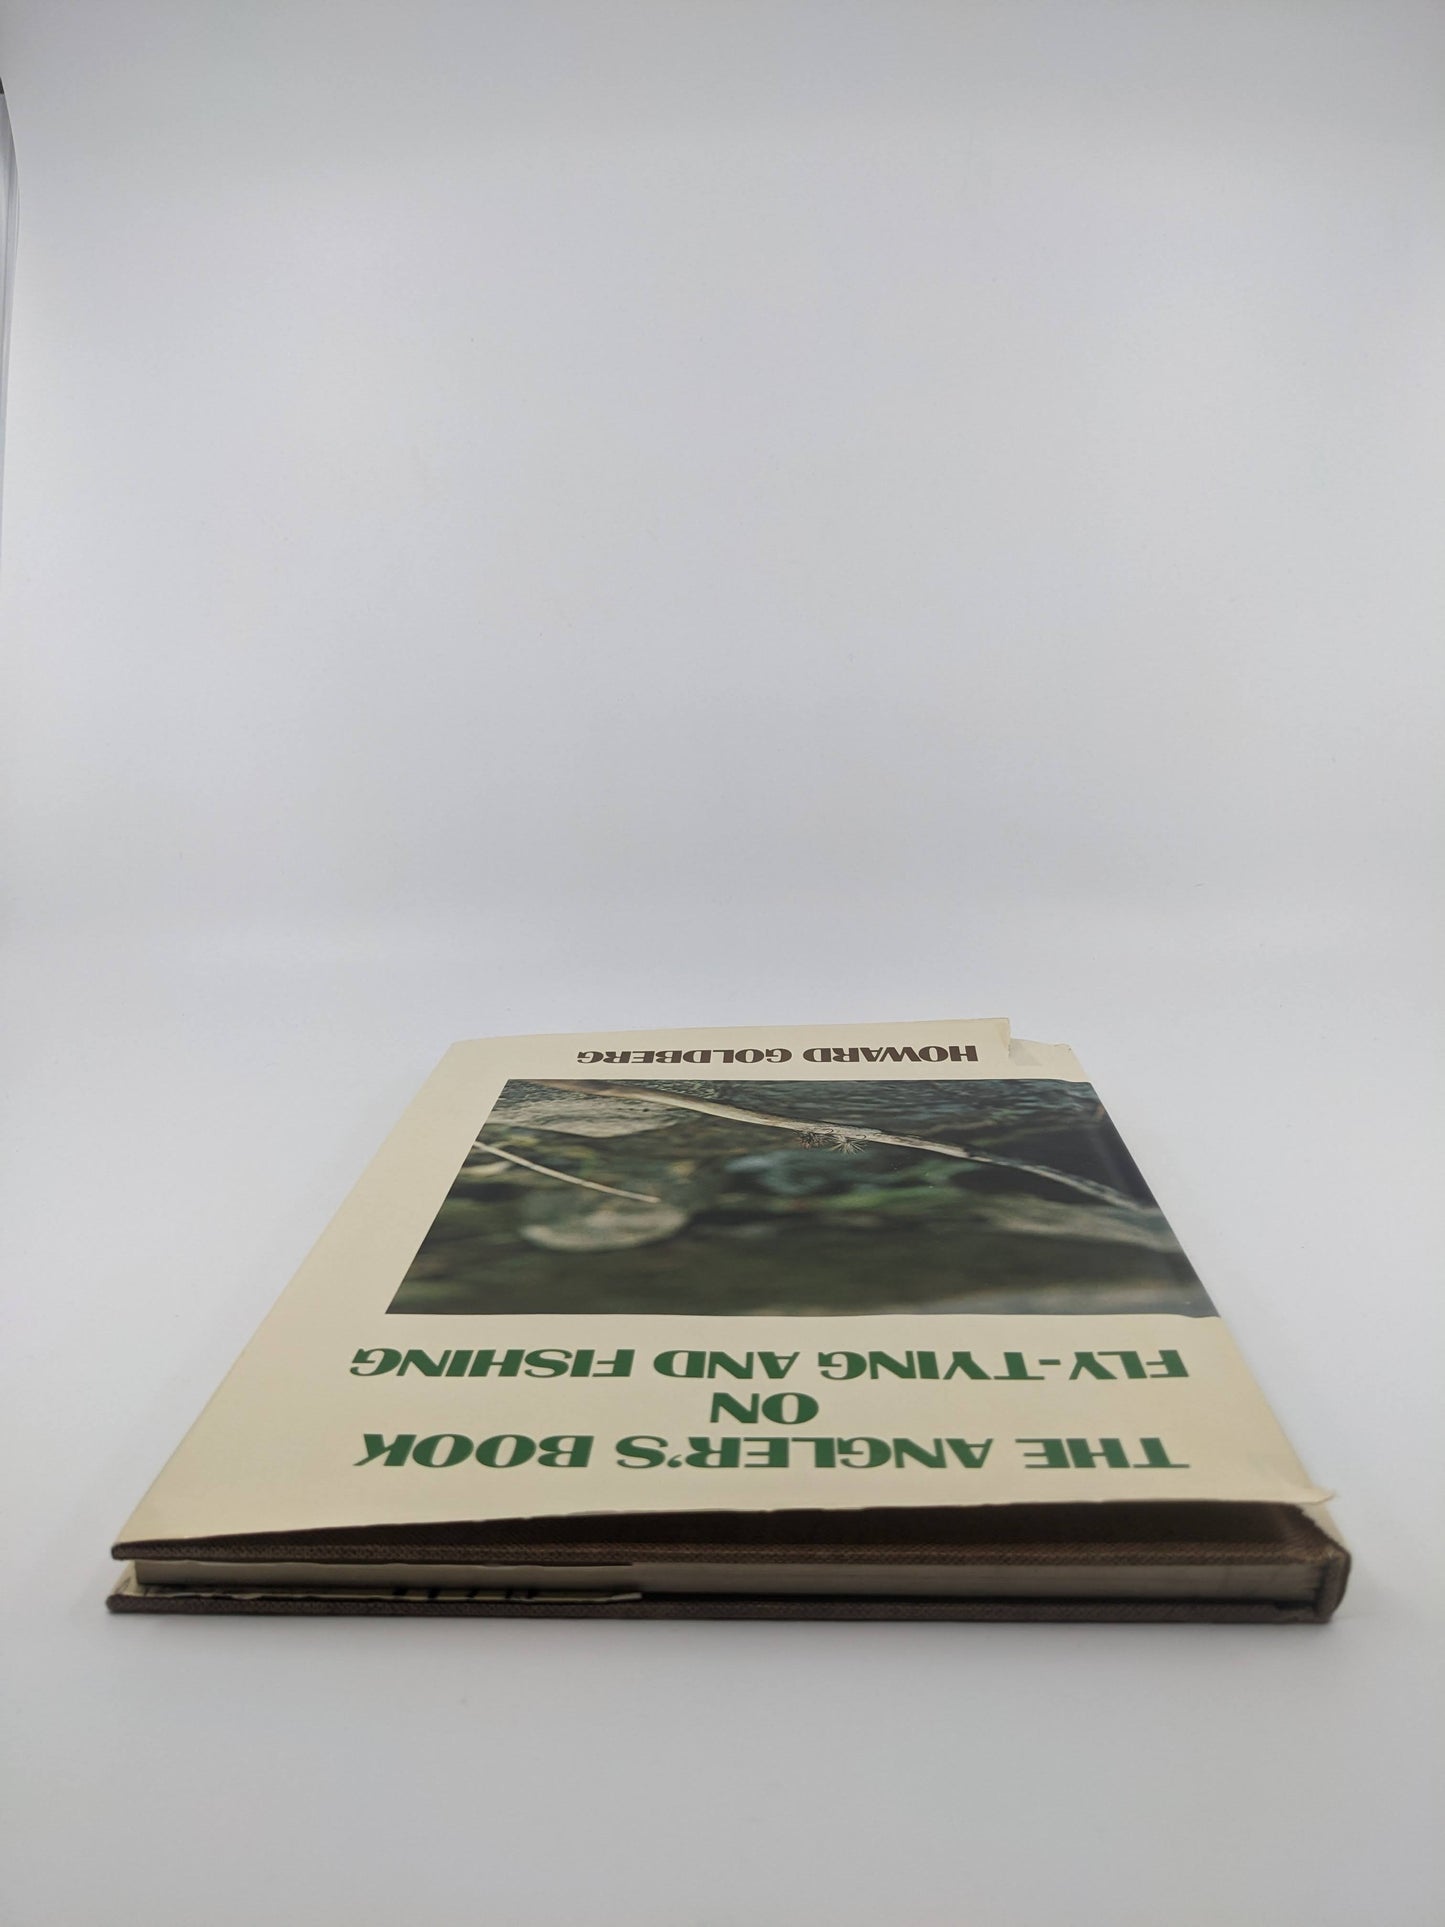 THE ANGLER'S BOOK
ON
FLY-TYING AND FISHING
HOWARD GOLDBERG